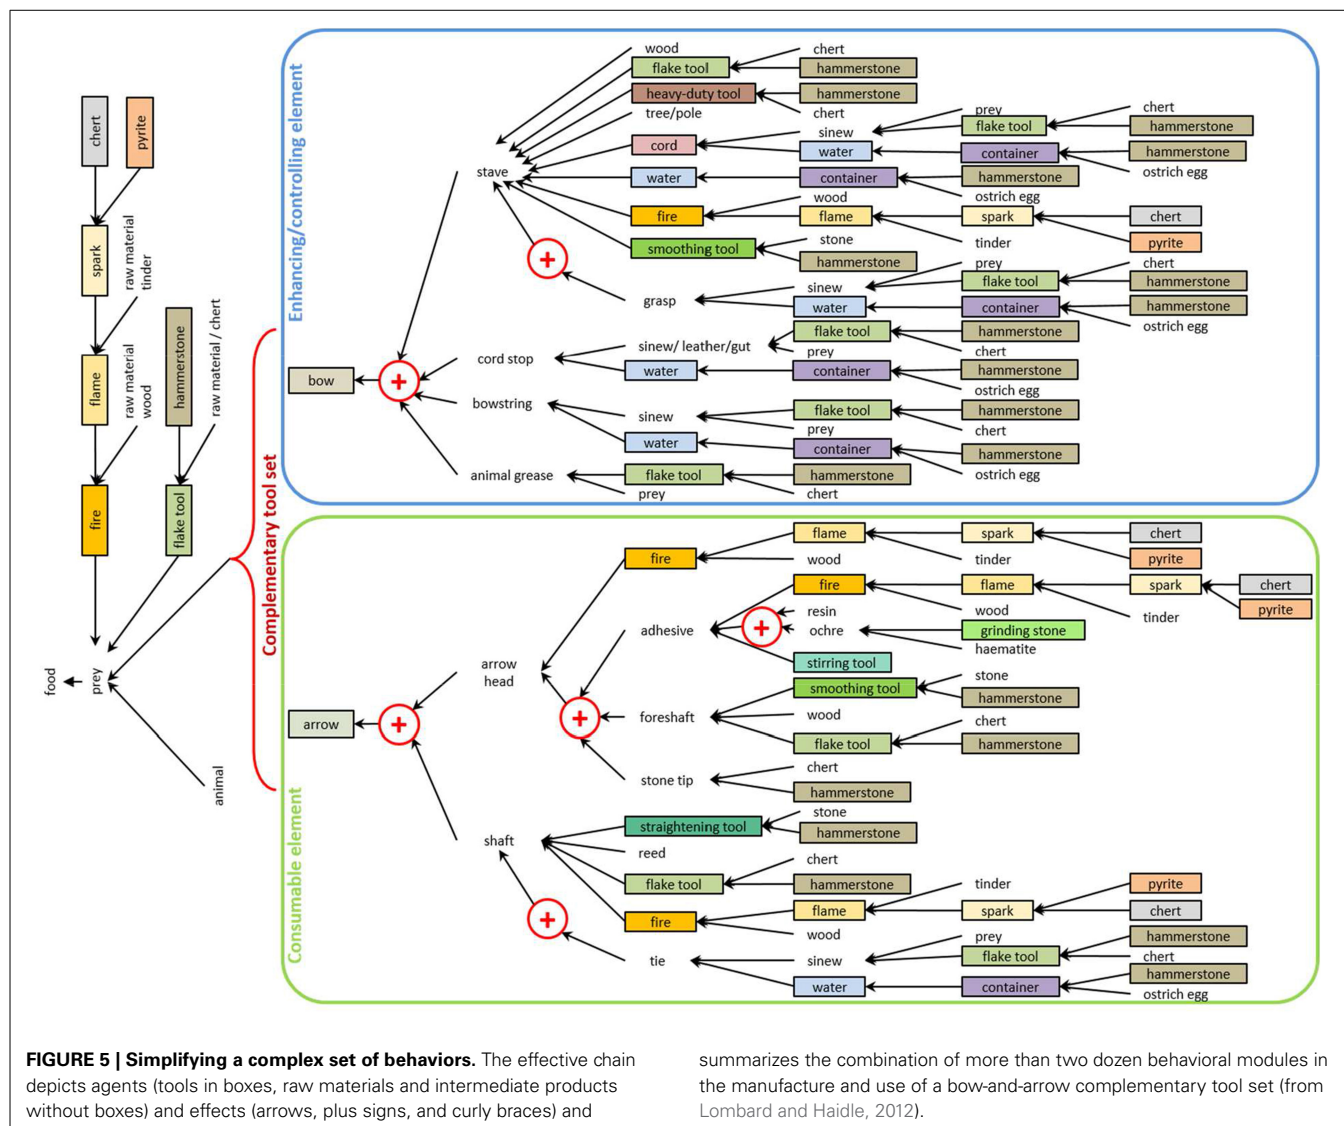 chert
pyrite
spark
raw material
tinder
flame
raw material
wood
hammerstone
raw material / chert
fire
flake tool
food
prey
animal
Complementary tool set
Enhancing/controlling element
bow
stave
cord stop
bowstring
animal grease
wood
flake tool
chert
hammerstone
heavy-duty tool
hammerstone
chert
tree/pole
cord
sinew
prey
flake tool
chert
hammerstone
water
container
hammerstone
ostrich egg
water
container
hammerstone
ostrich egg
fire
wood
flame
spark
chert
pyrite
tinder
smoothing tool
stone
hammerstone
+
grasp
sinew
prey
flake tool
chert
hammerstone
water
container
hammerstone
ostrich egg
+
sinew/ leather/gut
flake tool
hammerstone
chert
prey
water
container
hammerstone
ostrich egg
sinew
flake tool
hammerstone
chert
prey
water
container
hammerstone
ostrich egg
flake tool
hammerstone
chert
prey
Consumable element
arrow
+
arrow
head
fire
flame
spark
chert
pyrite
tinder
wood
adhesive
fire
flame
spark
chert
pyrite
tinder
wood
+
resin
ochre
grinding stone
haematite
stirring tool
+
foreshaft
smoothing tool
stone
hammerstone
wood
flake tool
chert
hammerstone
stone tip
chert
hammerstone
shaft
straightening tool
stone
hammerstone
reed
flake tool
chert
hammerstone
fire
flame
tinder
spark
pyrite
chert
wood
+
tie
sinew
prey
flake tool
hammerstone
chert
water
container
hammerstone
ostrich egg
FIGURE 5 | Simplifying a complex set of behaviors. The effective chain
depicts agents (tools in boxes, raw materials and intermediate products
without boxes) and effects (arrows, plus signs, and curly braces) and
summarizes the combination of more than two dozen behavioral modules in
the manufacture and use of a bow-and-arrow complementary tool set (from
Lombard and Haidle, 2012).